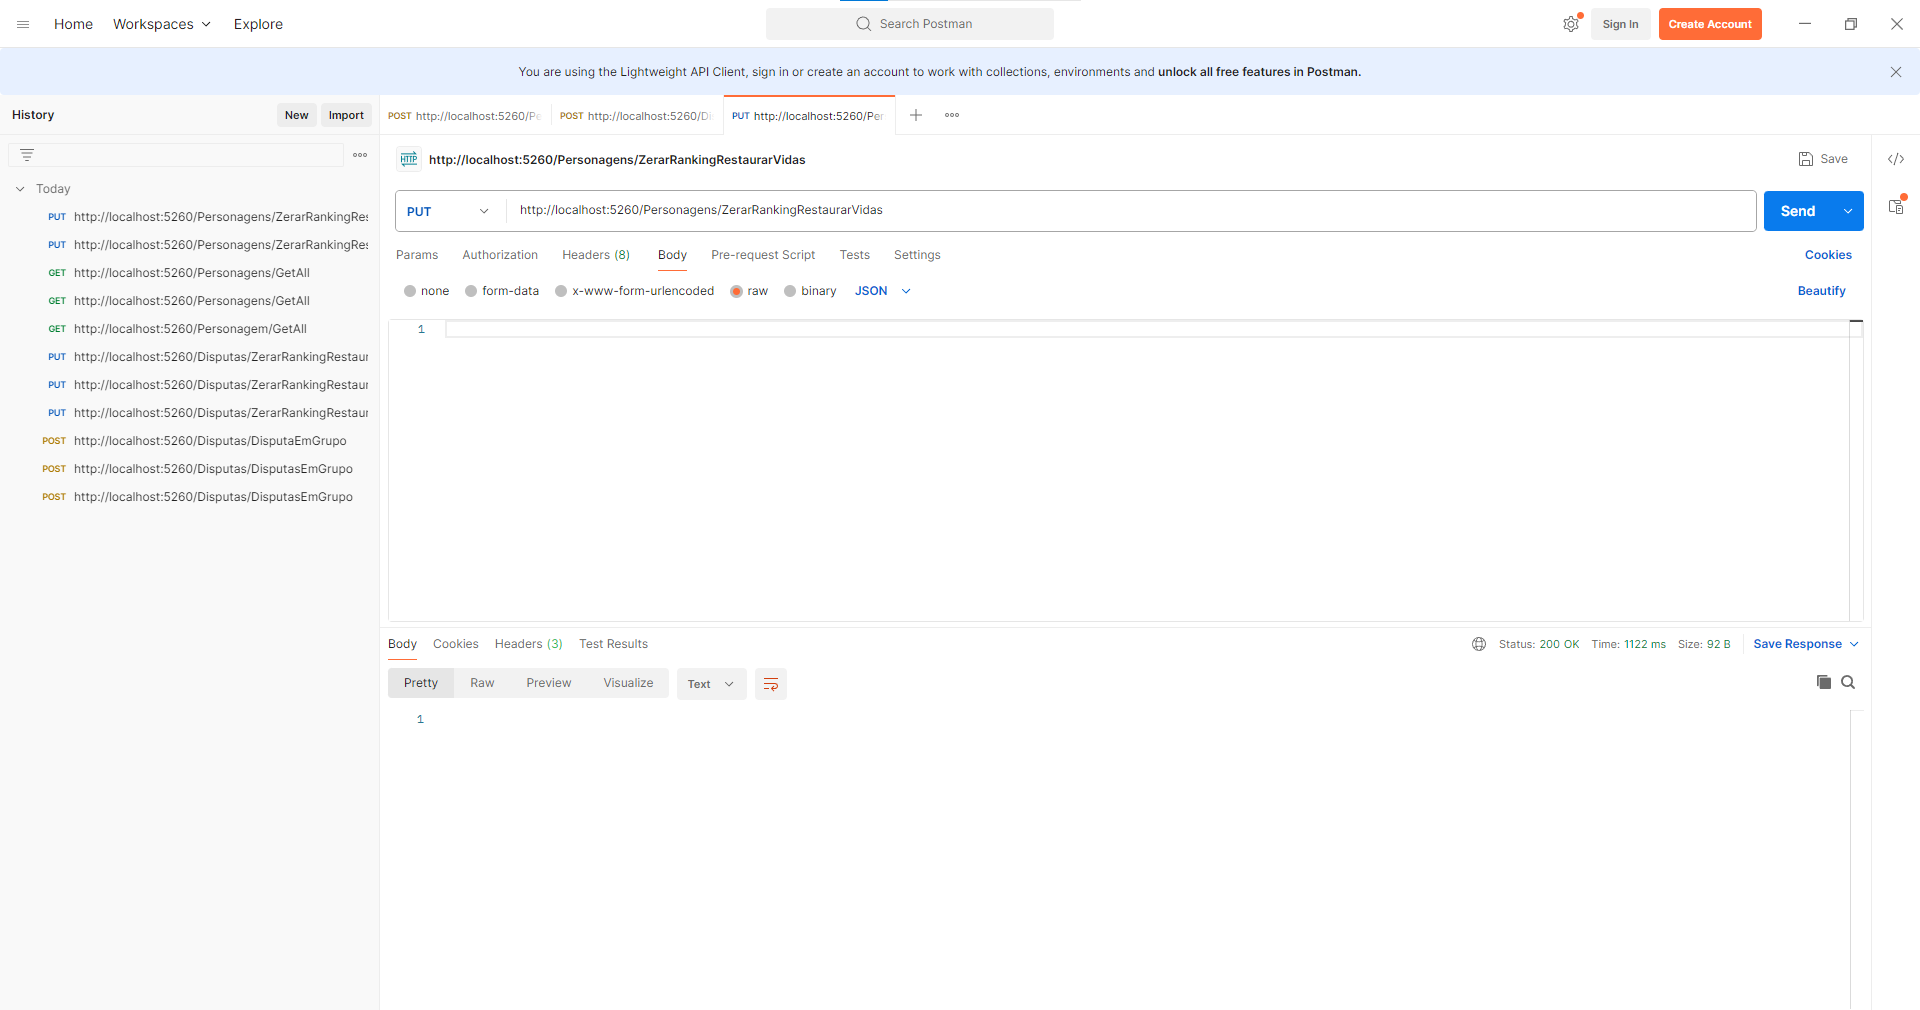 Home Workspaces Explore Search Postman Sign In Create Account
You are using the Lightweight API Client, sign in or create an account to work with collections, environments and unlock all free features in Postman.
History New Import POST http://localhost:5260/Pe POST http://localhost:5260/Di PUT http://localhost:5260/Per
HTTP http://localhost:5260/Personagens/ZerarRankingRestaurarVidas Save
Today
PUT http://localhost:5260/Personagens/ZerarRankingRes
PUT http://localhost:5260/Personagens/ZerarRankingRes
GET http://localhost:5260/Personagens/GetAll
GET http://localhost:5260/Personagens/GetAll
GET http://localhost:5260/Personagem/GetAll
PUT http://localhost:5260/Disputas/ZerarRankingRestaur
PUT http://localhost:5260/Disputas/ZerarRankingRestaur
PUT http://localhost:5260/Disputas/ZerarRankingRestaur
POST http://localhost:5260/Disputas/DisputaEmGrupo
POST http://localhost:5260/Disputas/DisputasEmGrupo
POST http://localhost:5260/Disputas/DisputasEmGrupo
PUT http://localhost:5260/Personagens/ZerarRankingRestaurarVidas Send
Params Authorization Headers (8) Body Pre-request Script Tests Settings Cookies
none form-data x-www-form-urlencoded raw binary JSON Beautify
1
Body Cookies Headers (3) Test Results Status: 200 OK Time: 1122 ms Size: 92 B Save Response
Pretty Raw Preview Visualize Text
1